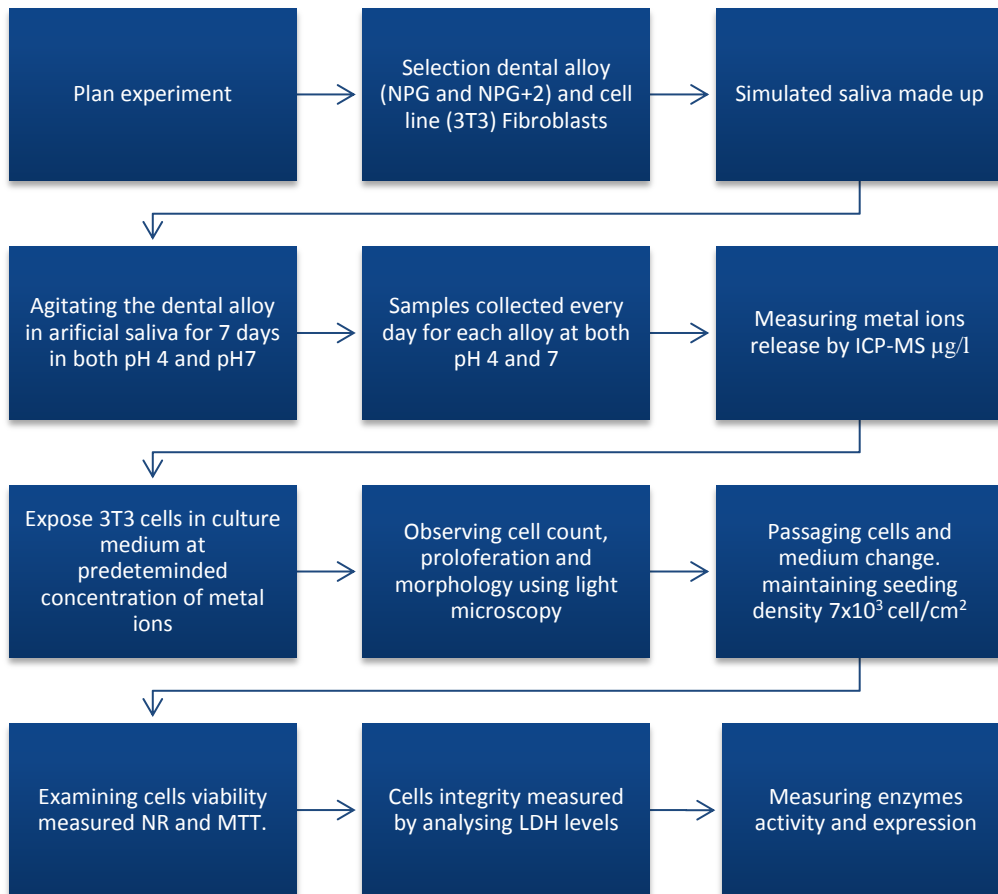 Plan experiment
Selection dental alloy
(NPG and NPG+2) and cell
line (3T3) Fibroblasts
Simulated saliva made up
Agitating the dental alloy
in arificial saliva for 7 days
in both pH 4 and pH7
Samples collected every
day for each alloy at both
pH 4 and 7
Measuring metal ions
release by ICP-MS µg/l
Expose 3T3 cells in culture
medium at
predeteminded
concentration of metal
ions
Observing cell count,
proloferation and
morphology using light
microscopy
Passaging cells and
medium change.
maintaining seeding
density 7x10³ cell/cm²
Examining cells viability
measured NR and MTT.
Cells integrity measured
by analysing LDH levels
Measuring enzymes
activity and expression